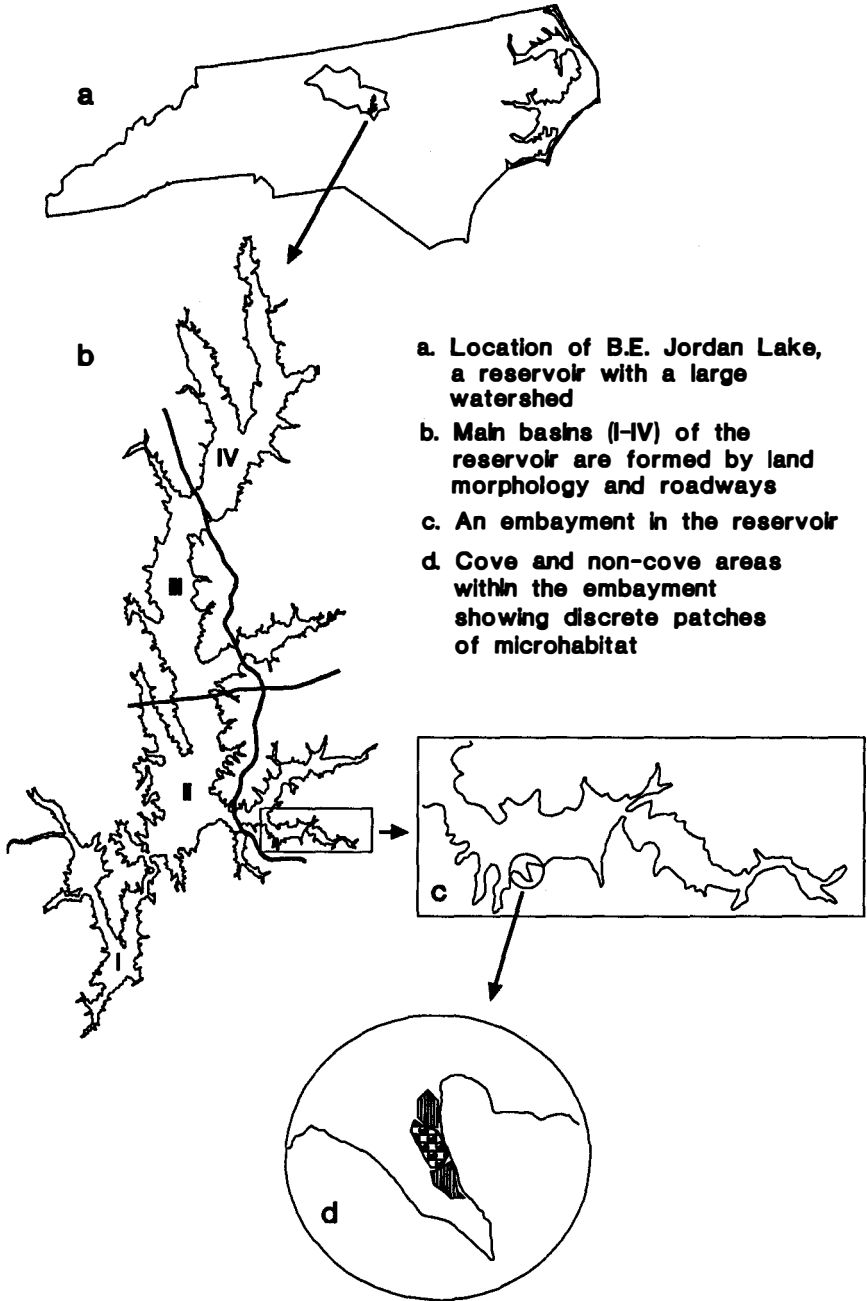 a
b
a. Location of B.E. Jordan Lake,
a reservoir with a large
watershed
b. Main basins (I-IV) of the
reservoir are formed by land
morphology and roadways
c. An embayment in the reservoir
d. Cove and non-cove areas
within the embayment
showing discrete patches
of microhabitat
IV
III
II
I
c
d